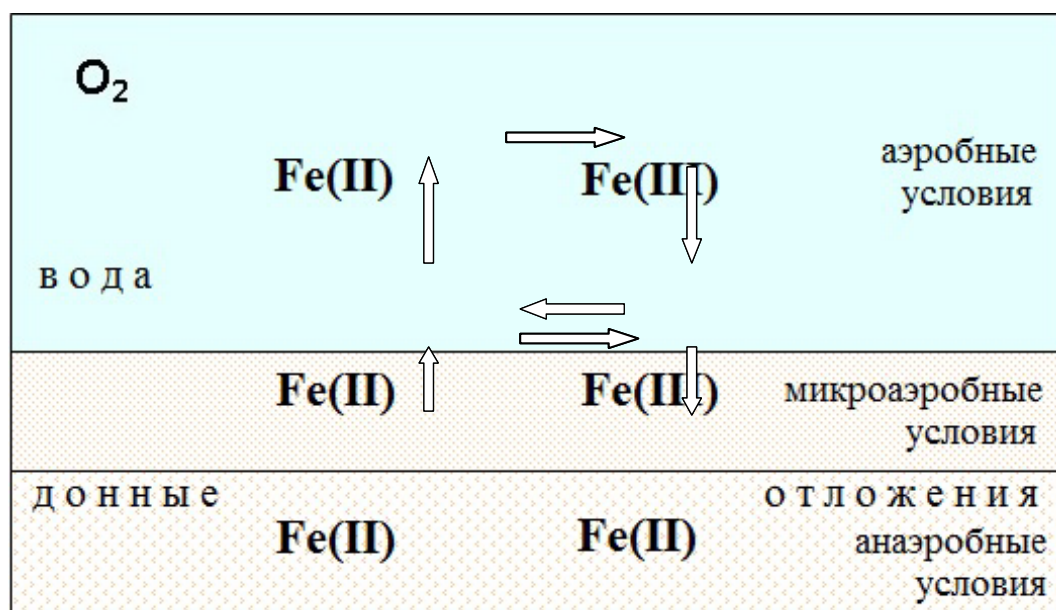 O₂
Fe(II) Fe(III) аэробные
условия
вода
Fe(II) Fe(III) микроаэробные
условия
донные отложения
Fe(II) Fe(II) анаэробные
условия